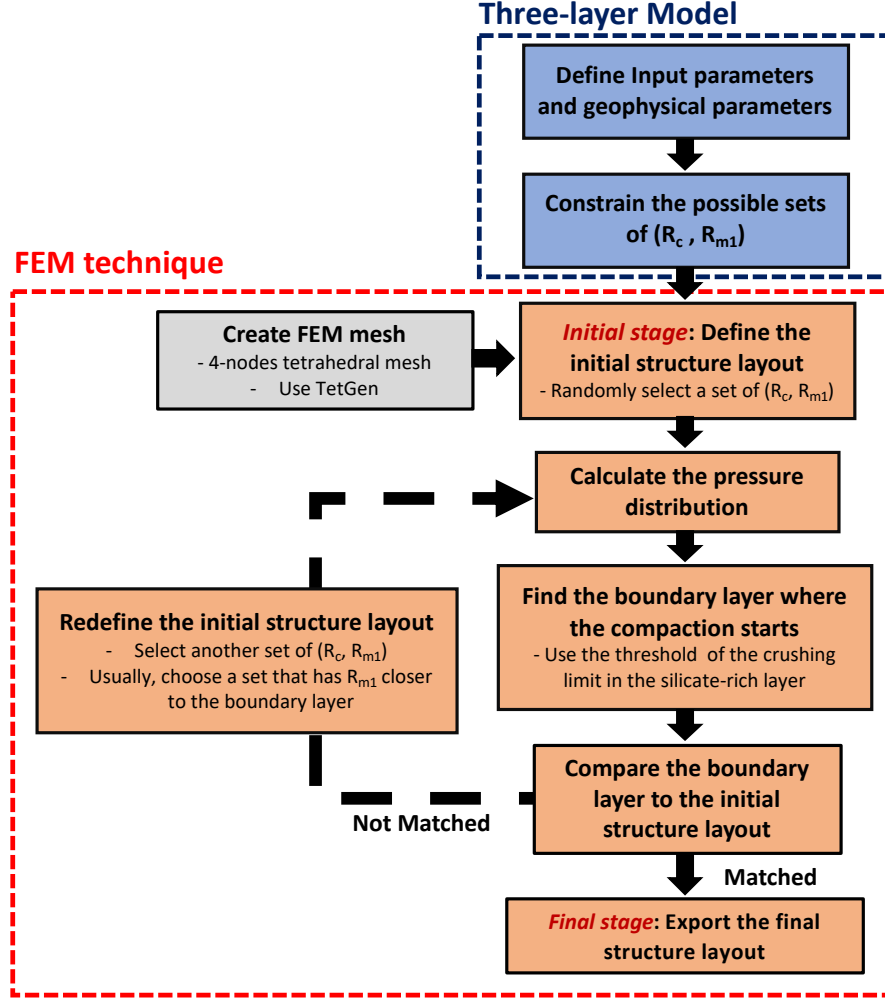 Three-layer Model
Define Input parameters
and geophysical parameters
Constrain the possible sets
of (Rc , Rm1)
FEM technique
Create FEM mesh
- 4-nodes tetrahedral mesh
- Use TetGen
Initial stage: Define the
initial structure layout
- Randomly select a set of (Rc, Rm1)
Calculate the pressure
distribution
Find the boundary layer where
the compaction starts
- Use the threshold of the crushing
limit in the silicate-rich layer
Redefine the initial structure layout
- Select another set of (Rc, Rm1)
- Usually, choose a set that has Rm1 closer
to the boundary layer
Compare the boundary
layer to the initial
structure layout
Not Matched
Matched
Final stage: Export the final
structure layout